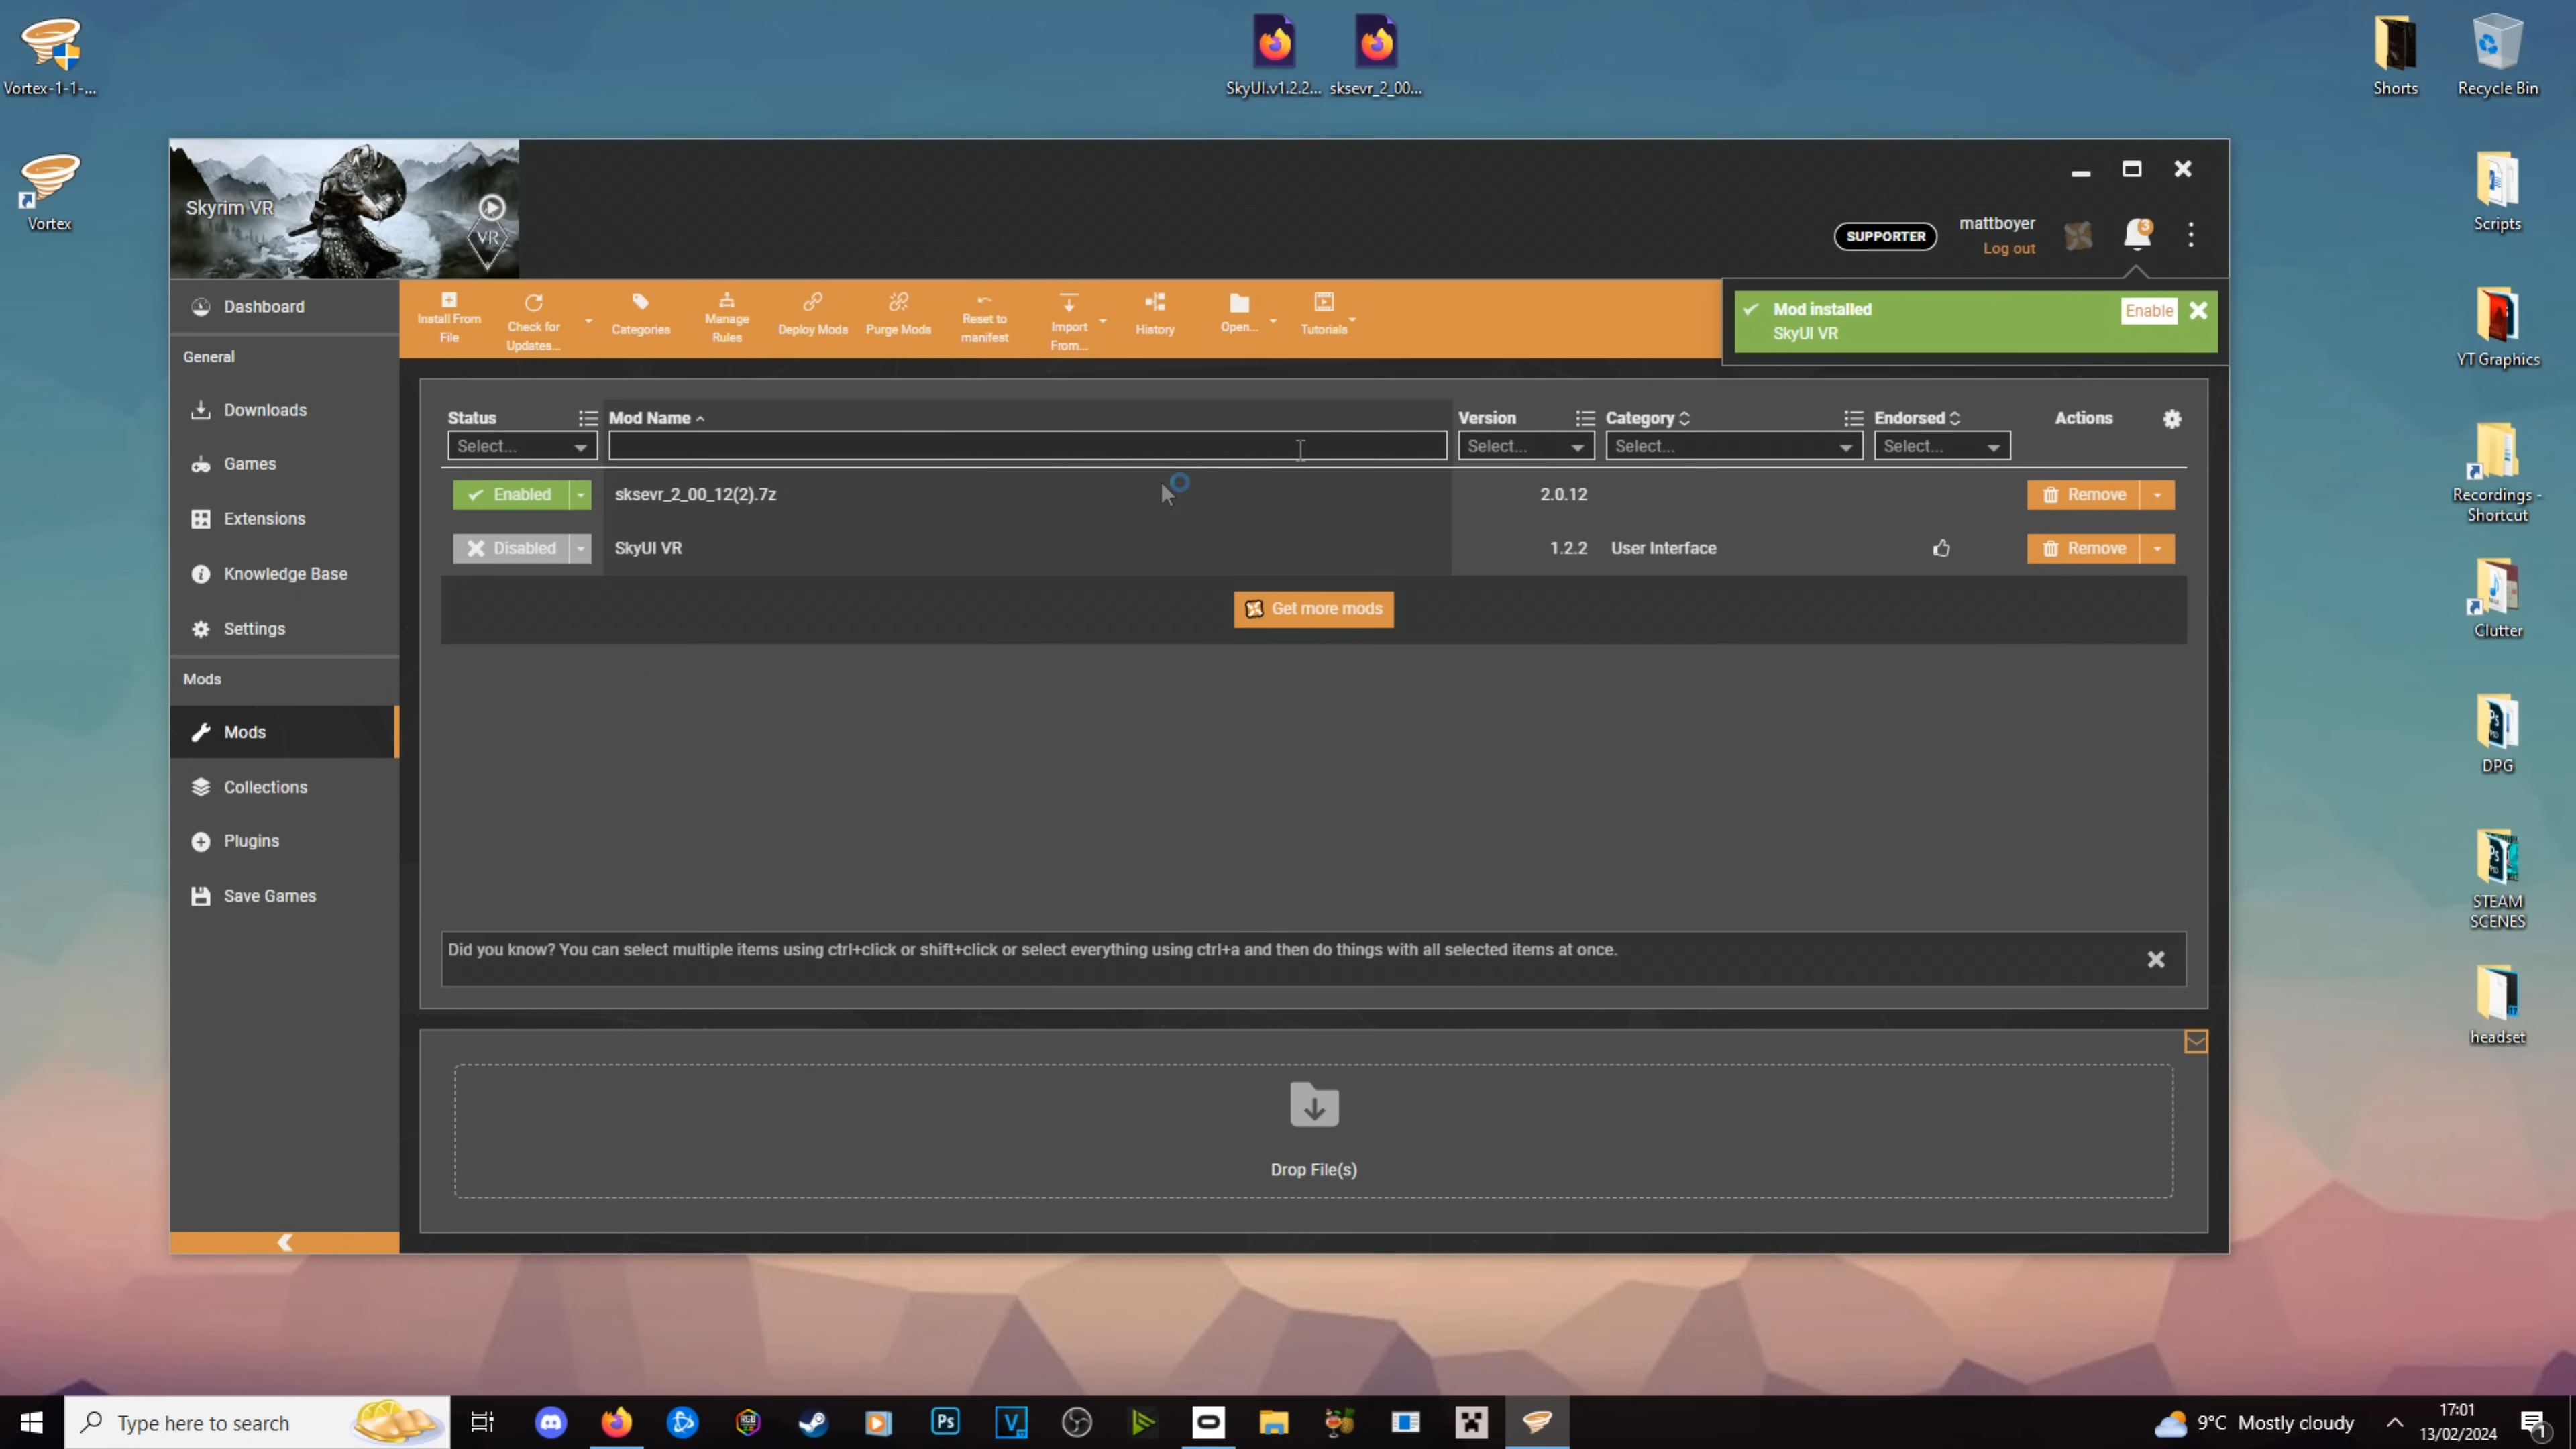 Vortex-1-1-...
SkyUI.v1.2.2...
sksevr_2_00...
Shorts
Recycle Bin
Vortex
Skyrim VR
VR
SUPPORTER
mattboyer
Log out
3
Scripts
Dashboard
Install From
File
Check for
Updates...
Categories
Manage
Rules
Deploy Mods
Purge Mods
Reset to
manifest
Import
From...
History
Open...
Tutorials
Mod installed
SkyUI VR
Enable
General
YT Graphics
Downloads
Status
Mod Name
Version
Category
Endorsed
Actions
Select...
Select...
Select...
Select...
Games
Enabled
sksevr_2_00_12(2).7z
2.0.12
Remove
Recordings -
Shortcut
Extensions
Disabled
SkyUI VR
1.2.2
User Interface
Remove
Knowledge Base
Get more mods
Settings
Clutter
Mods
Mods
Collections
DPG
Plugins
Save Games
STEAM
SCENES
Did you know? You can select multiple items using ctrl+click or shift+click or select everything using ctrl+a and then do things with all selected items at once.
headset
Drop File(s)
Type here to search
Ps
V
9°C Mostly cloudy
17:01
13/02/2024
1